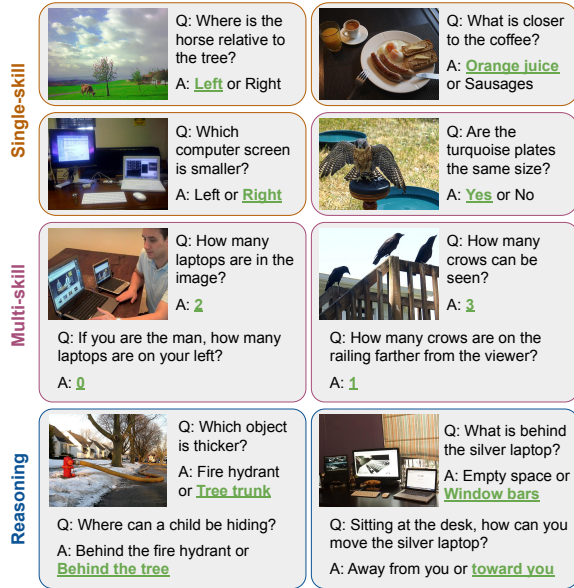 Single-skill
Q: Where is the
horse relative to
the tree?
A: Left or Right
Q: What is closer
to the coffee?
A: Orange juice
or Sausages
Q: Which
computer screen
is smaller?
A: Left or Right
Q: Are the
turquoise plates
the same size?
A: Yes or No
Multi-skill
Q: How many
laptops are in the
image?
A: 2
Q: If you are the man, how many
laptops are on your left?
A: 0
Q: How many
crows can be
seen?
A: 3
Q: How many crows are on the
railing farther from the viewer?
A: 1
Reasoning
Q: Which object
is thicker?
A: Fire hydrant
or Tree trunk
Q: Where can a child be hiding?
A: Behind the fire hydrant or
Behind the tree
Q: What is behind
the silver laptop?
A: Empty space or
Window bars
Q: Sitting at the desk, how can you
move the silver laptop?
A: Away from you or toward you